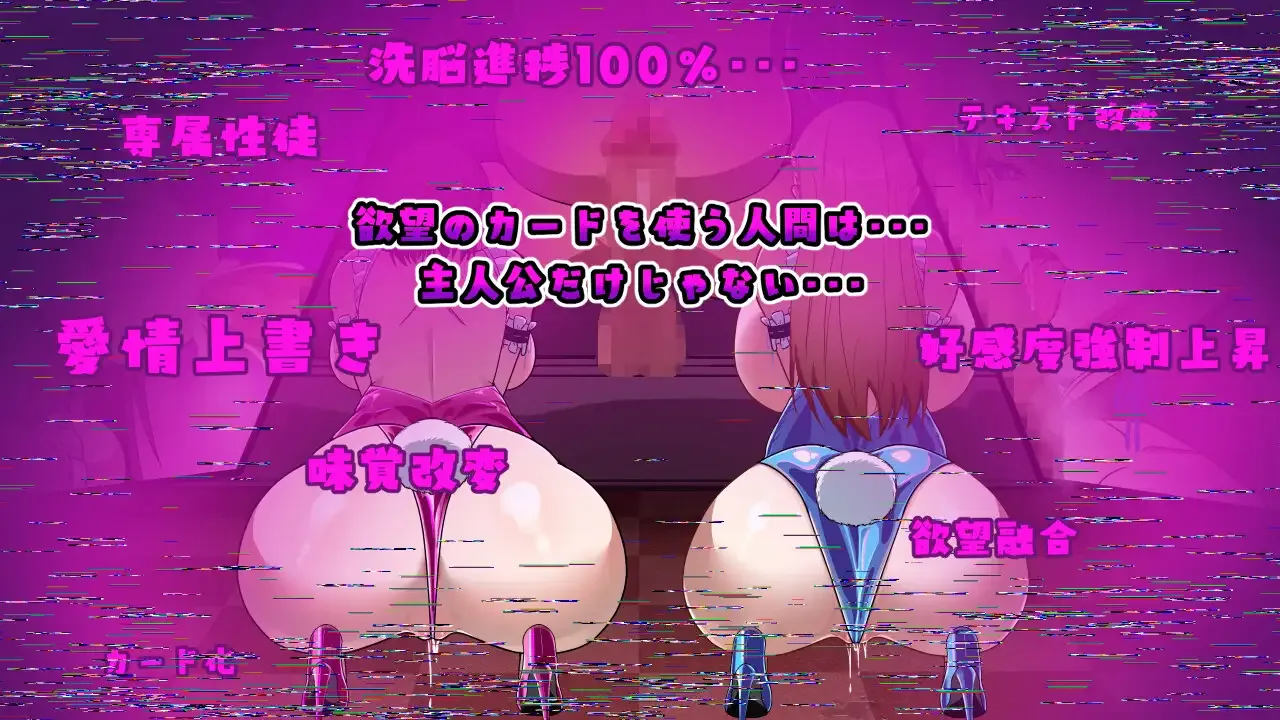 洗脳進捗100％･･･
テキスト改変
専属性徒
欲望のカードを使う人間は･･･
主人公だけじゃない･･･
愛情上書き
好感度強制上昇
味覚改変
欲望融合
カード化